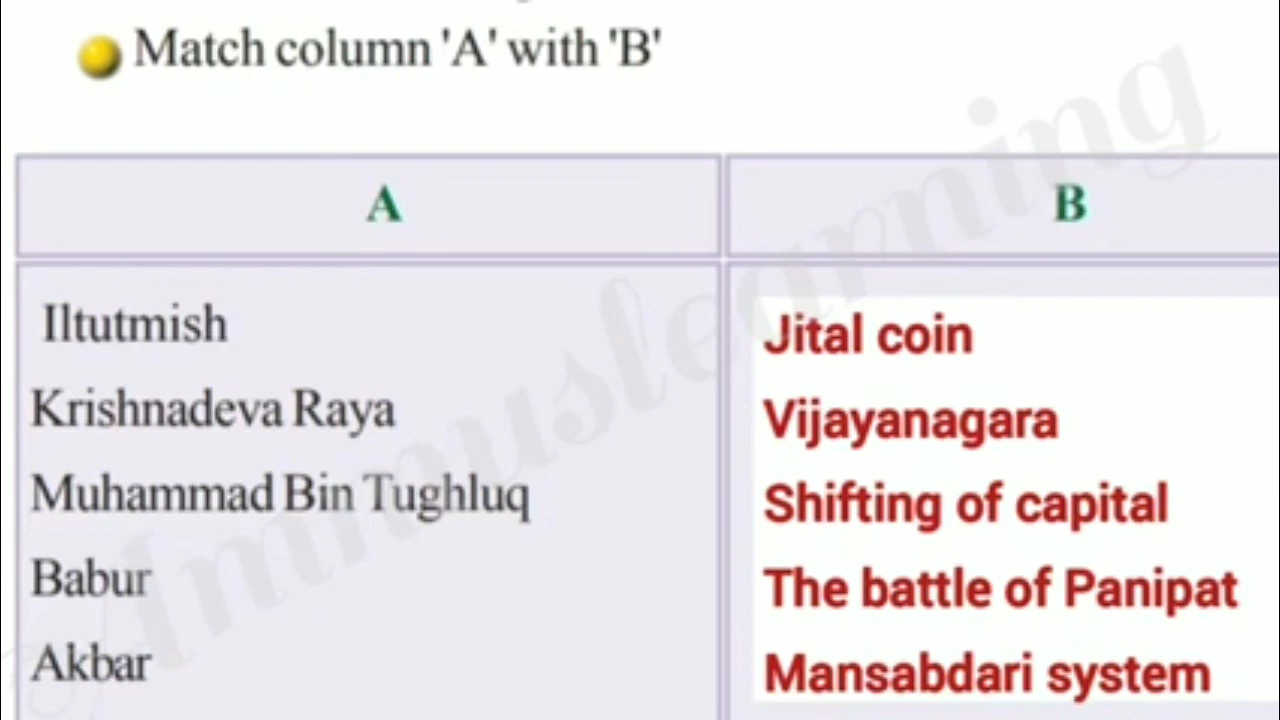 Match column 'A' with 'B'
A B
Iltutmish Jital coin
Krishnadeva Raya Vijayanagara
Muhammad Bin Tughluq Shifting of capital
Babur The battle of Panipat
Akbar Mansabdari system